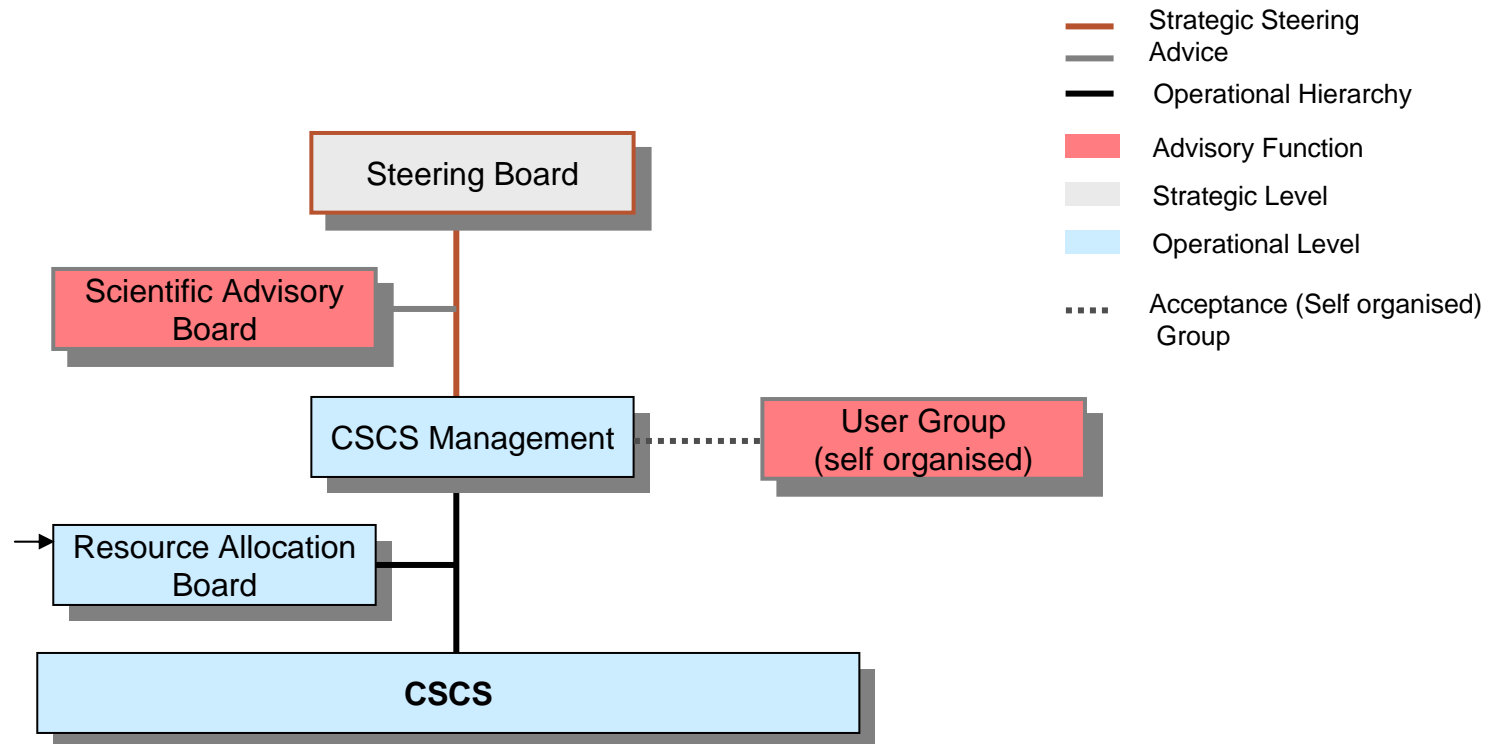 Strategic Steering
Advice
Operational Hierarchy
Advisory Function
Strategic Level
Operational Level
Acceptance (Self organised)
Group
Steering Board
Scientific Advisory
Board
CSCS Management
User Group
(self organised)
Resource Allocation
Board
CSCS